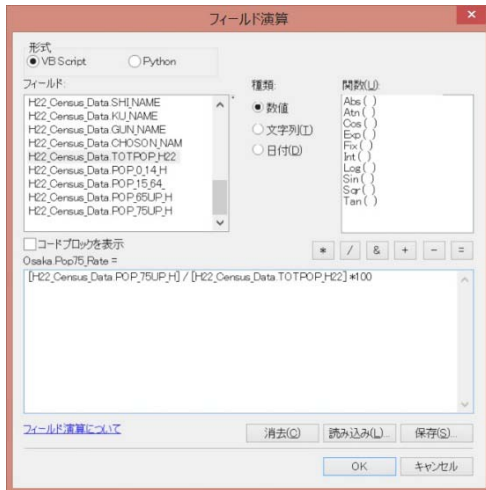 フィールド演算
×
形式
VB Script
Python
フィールド:
種類:
関数(U):
H22_Census_Data.SHI_NAME
H22_Census_Data.KU_NAME
H22_Census_Data.GUN_NAME
H22_Census_Data.CHOSON_NAM
H22_Census_Data.TOTPOP_H22
H22_Census_Data.POP_0_14_H
H22_Census_Data.POP_15_64_
H22_Census_Data.POP_65UP_H
H22_Census_Data.POP_75UP_H
数値
文字列(T)
日付(D)
Abs ( )
Atn ( )
Cos ( )
Exp ( )
Fix ( )
Int ( )
Log ( )
Sin ( )
Sqr ( )
Tan ( )
コードブロックを表示
* / & + - =
Osaka.Pop75_Rate =
[H22_Census_Data.POP_75UP_H] / [H22_Census_Data.TOTPOP_H22] *100
フィールド演算について
消去(C)
読み込み(L)...
保存(S)...
OK
キャンセル